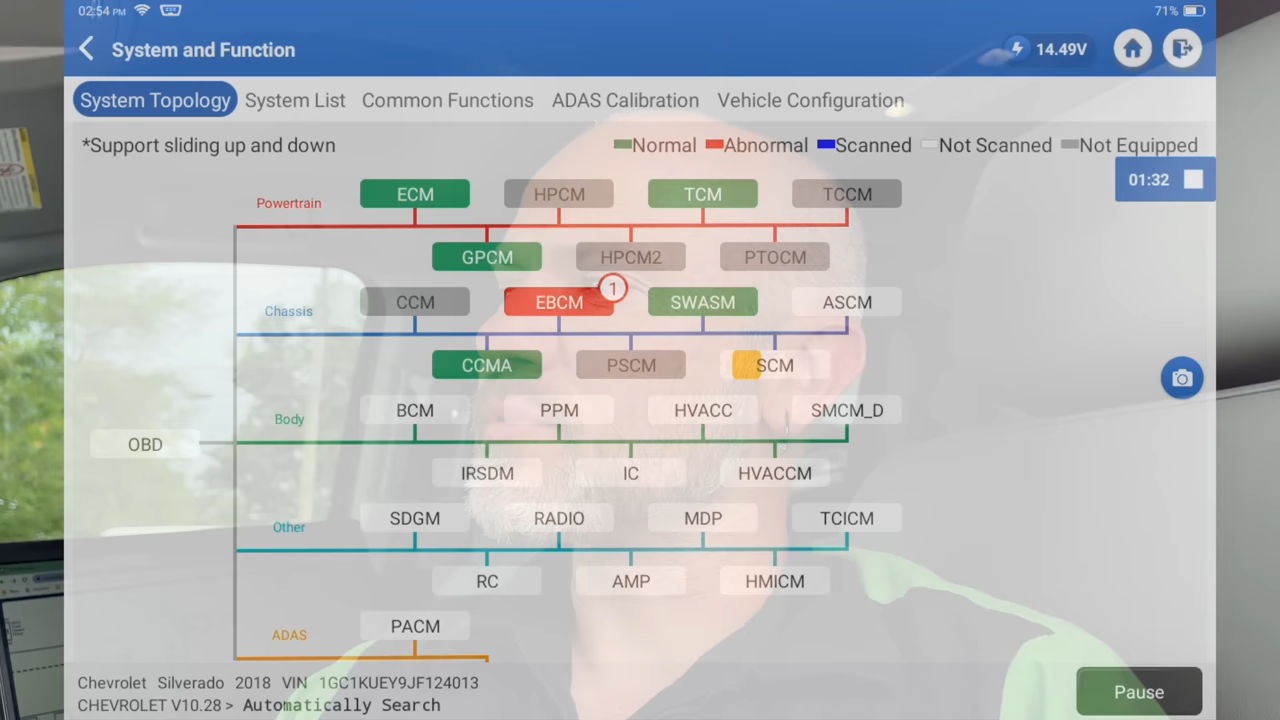 02:54 PM
71%
System and Function
14.49V
System Topology System List Common Functions ADAS Calibration Vehicle Configuration
*Support sliding up and down
Normal Abnormal Scanned Not Scanned Not Equipped
01:32
Powertrain
ECM HPCM TCM TCCM
GPCM HPCM2 PTOCM
1
Chassis
CCM EBCM SWASM ASCM
CCMA PSCM SCM
Body
BCM PPM HVACC SMCM_D
OBD
IRSDM IC HVACCM
Other
SDGM RADIO MDP TCICM
RC AMP HMICM
ADAS
PACM
Chevrolet Silverado 2018 VIN 1GC1KUEY9JF124013
CHEVROLET V10.28 > Automatically Search
Pause